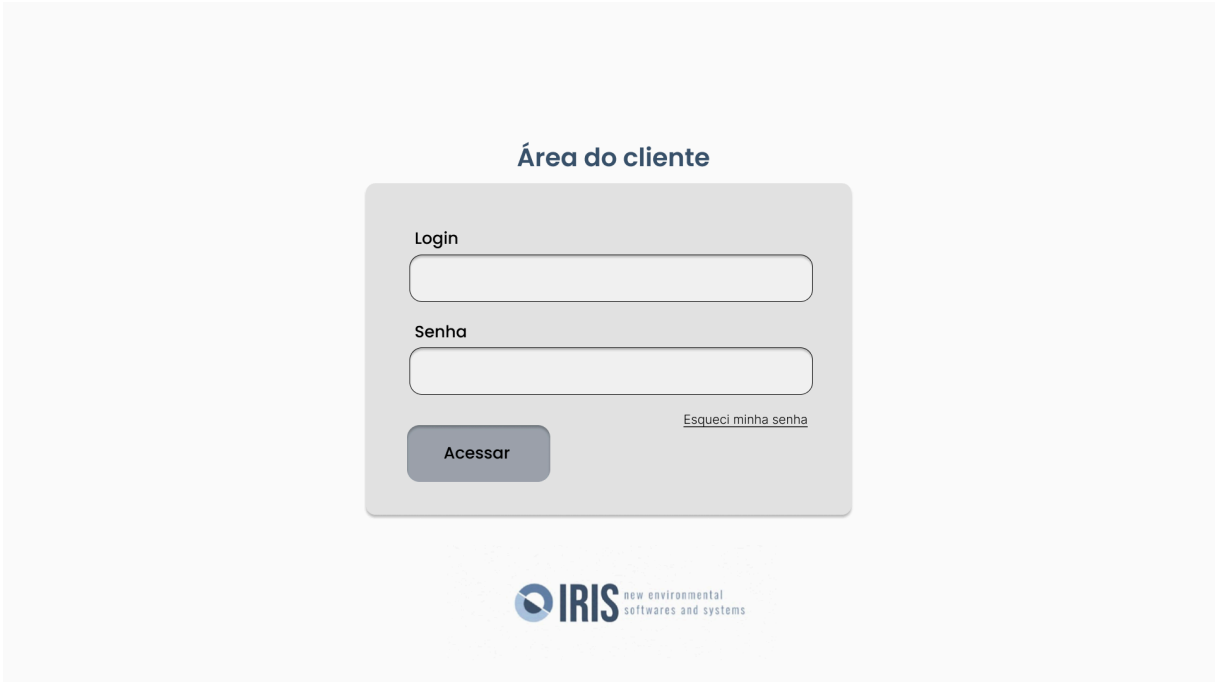 Área do cliente
Login
Senha
Esqueci minha senha
Acessar
IRIS new environmental
softwares and systems